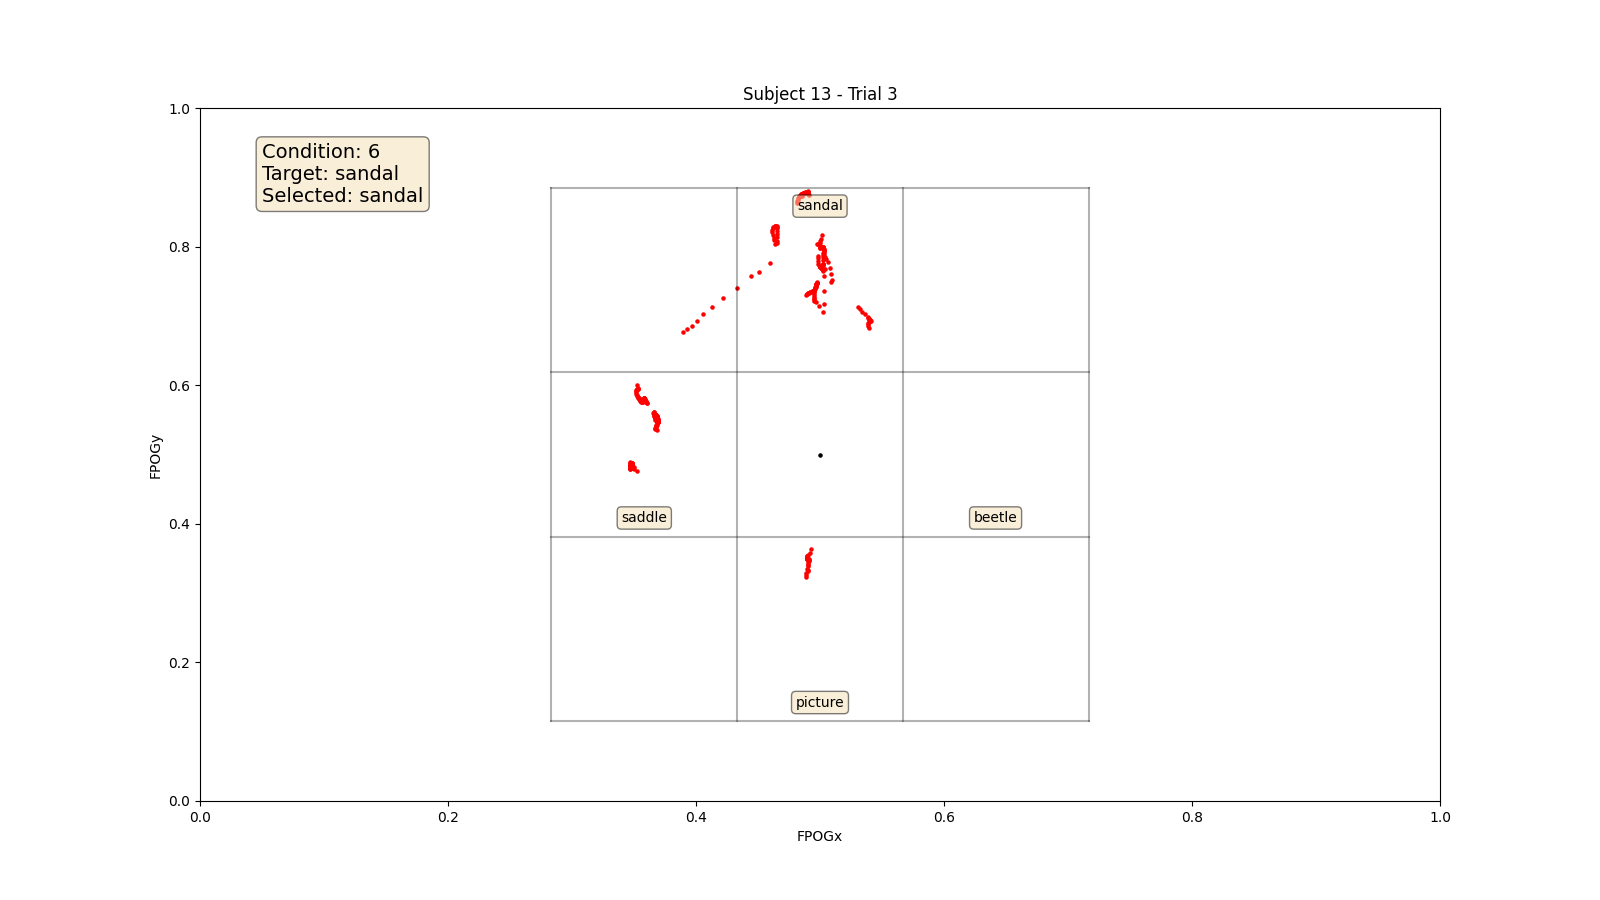 Subject 13 - Trial 3
1.0
Condition: 6
Target: sandal
Selected: sandal
sandal
0.8
0.6
FPOGy
saddle
beetle
0.4
picture
0.2
0.0
0.0 0.2 0.4 0.6 0.8 1.0
FPOGx